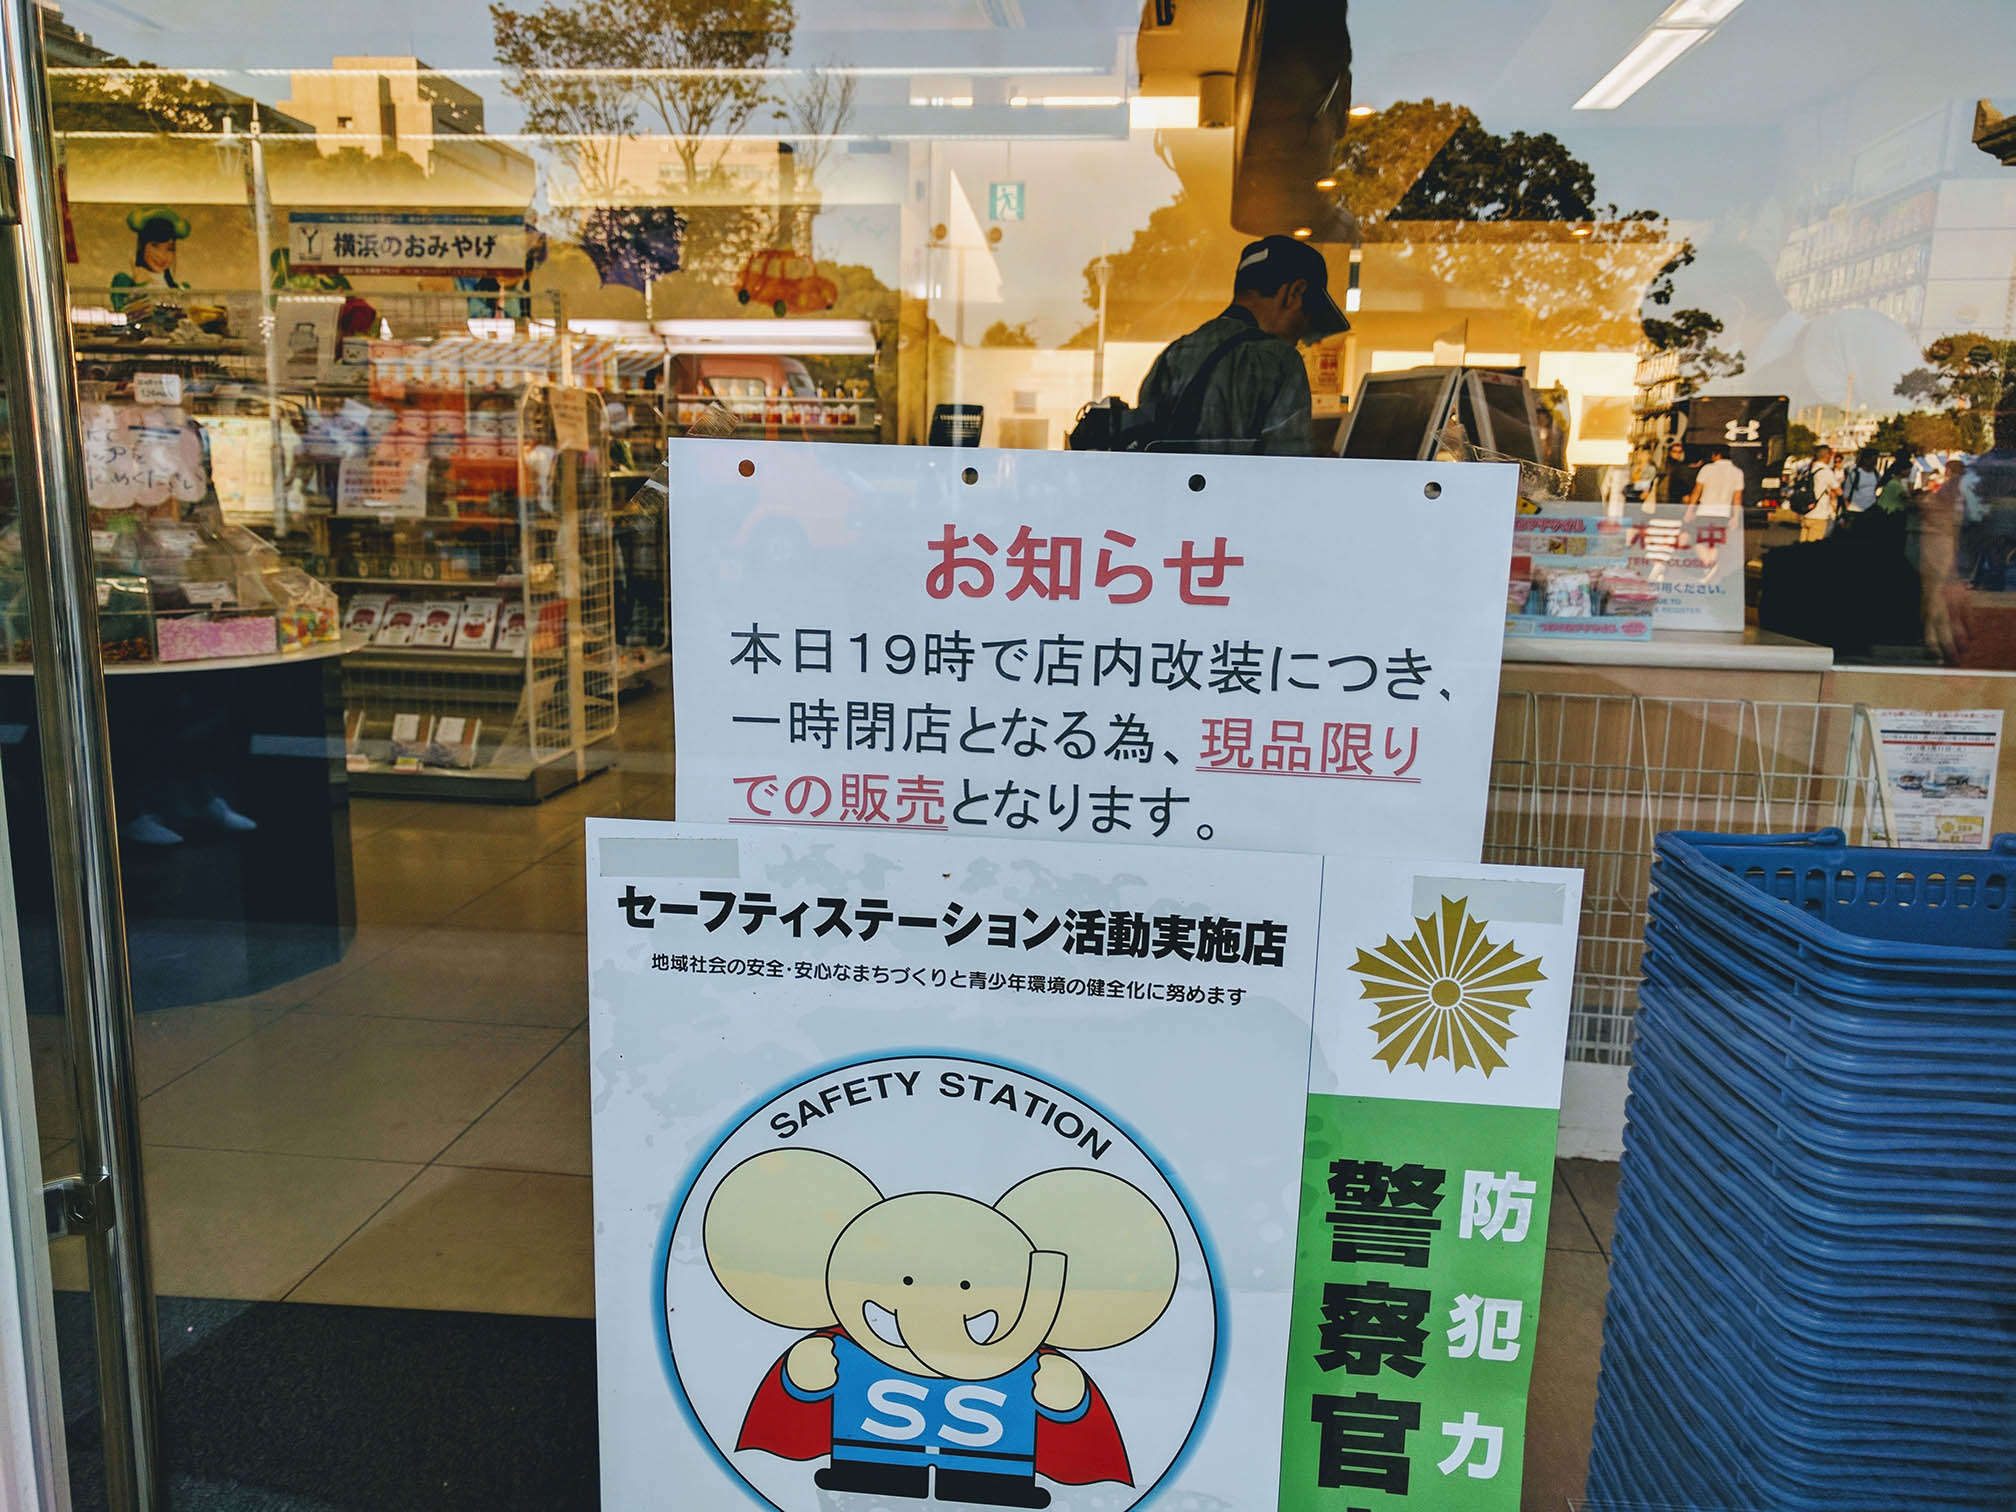 横浜のおみやげ
お知らせ
本日19時で店内改装につき、
一時閉店となる為、現品限り
での販売となります。
セーフティステーション活動実施店
地域社会の安全・安心なまちづくりと青少年環境の健全化に努めます
SAFETY STATION
SS
防犯力
警察官